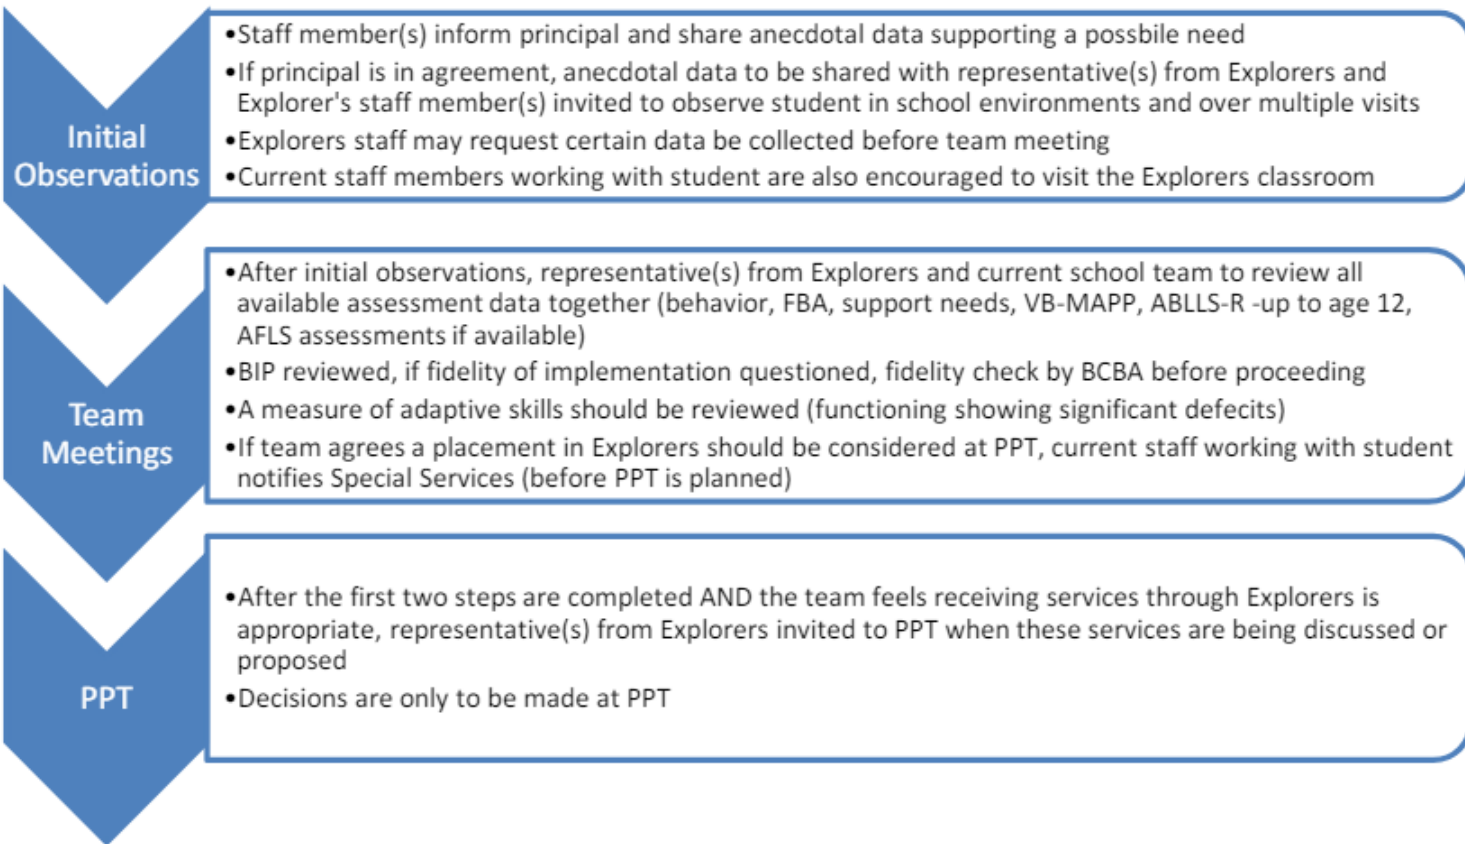 Initial
Observations
•Staff member(s) inform principal and share anecdotal data supporting a possbile need
•If principal is in agreement, anecdotal data to be shared with representative(s) from Explorers and
Explorer's staff member(s) invited to observe student in school environments and over multiple visits
•Explorers staff may request certain data be collected before team meeting
•Current staff members working with student are also encouraged to visit the Explorers classroom
Team
Meetings
•After initial observations, representative(s) from Explorers and current school team to review all
available assessment data together (behavior, FBA, support needs, VB-MAPP, ABLLS-R -up to age 12,
AFLS assessments if available)
•BIP reviewed, if fidelity of implementation questioned, fidelity check by BCBA before proceeding
•A measure of adaptive skills should be reviewed (functioning showing significant defecits)
•If team agrees a placement in Explorers should be considered at PPT, current staff working with student
notifies Special Services (before PPT is planned)
PPT
•After the first two steps are completed AND the team feels receiving services through Explorers is
appropriate, representative(s) from Explorers invited to PPT when these services are being discussed or
proposed
•Decisions are only to be made at PPT